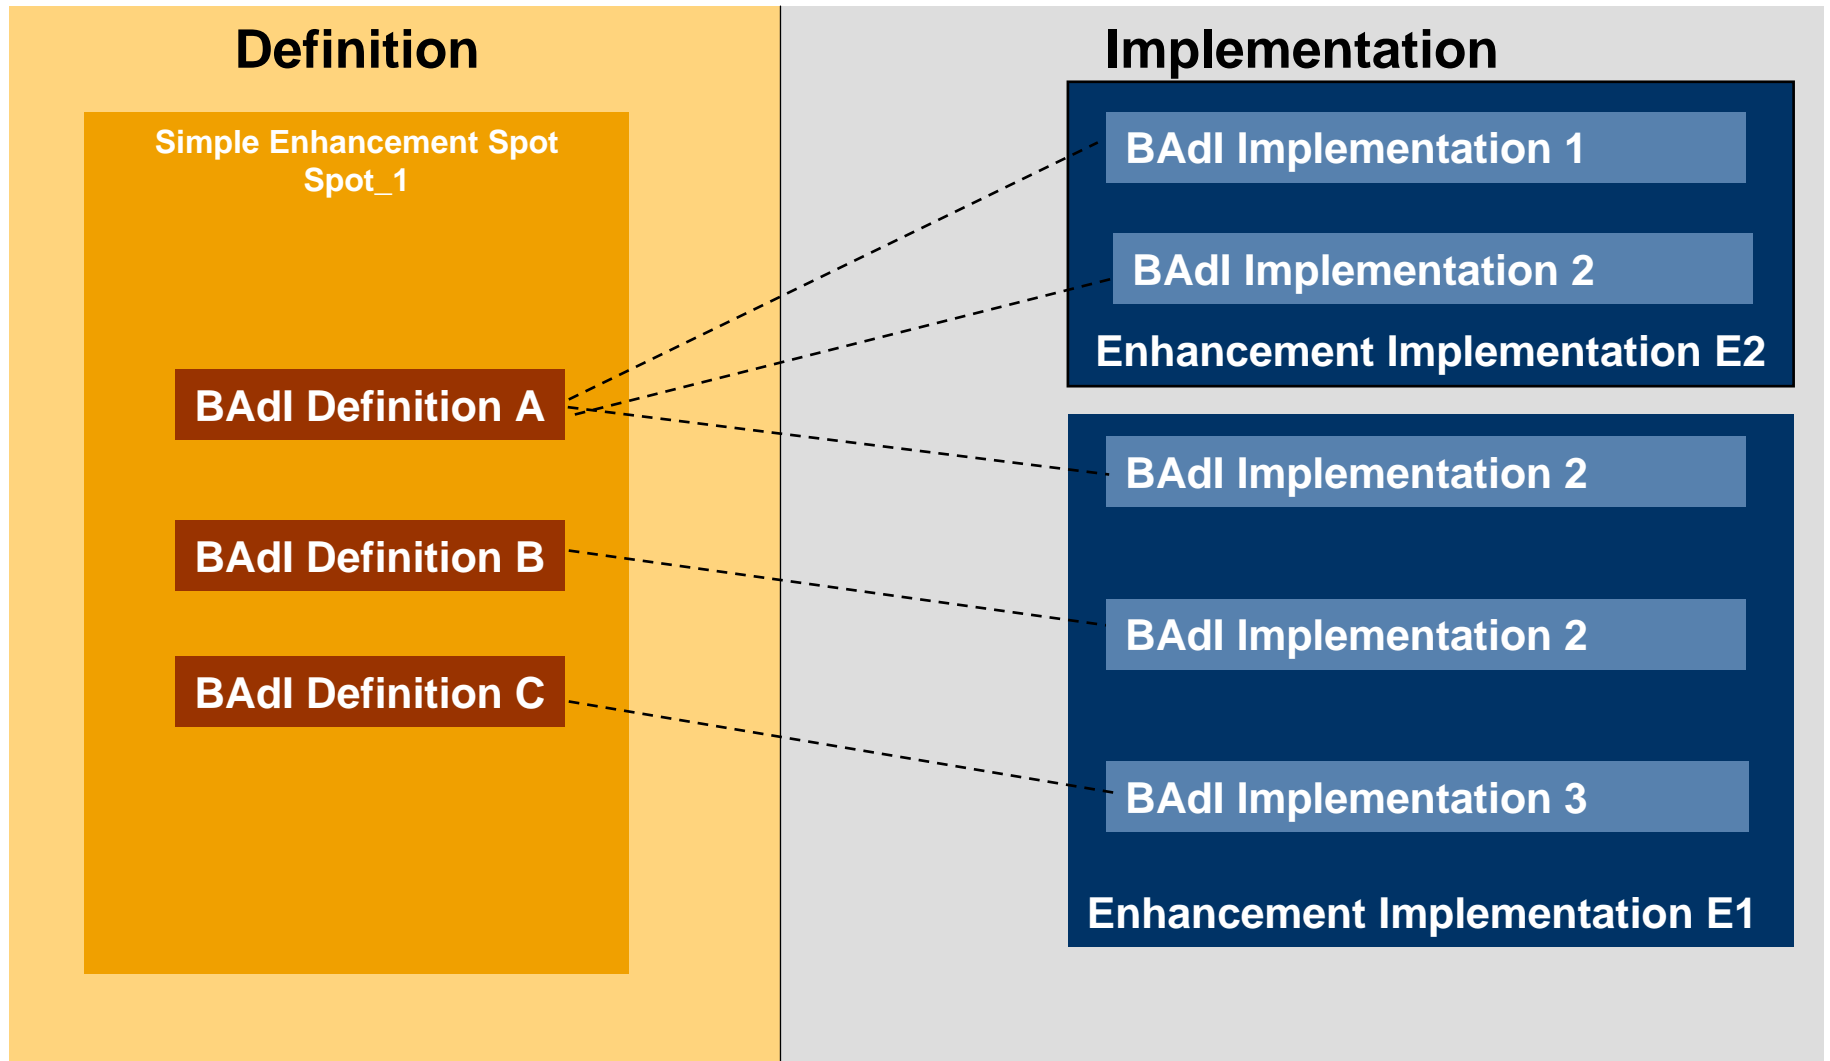 Definition
Simple Enhancement Spot
Spot_1
BAdI Definition A
BAdI Definition B
BAdI Definition C
Implementation
BAdI Implementation 1
BAdI Implementation 2
Enhancement Implementation E2
BAdI Implementation 2
BAdI Implementation 2
BAdI Implementation 3
Enhancement Implementation E1